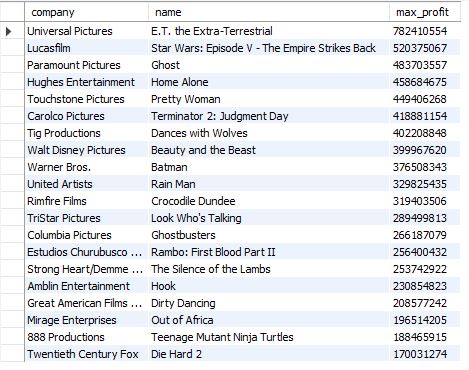 company name max_profit
Universal Pictures E.T. the Extra-Terrestrial 782410554
Lucasfilm Star Wars: Episode V - The Empire Strikes Back 520375067
Paramount Pictures Ghost 483703557
Hughes Entertainment Home Alone 458684675
Touchstone Pictures Pretty Woman 449406268
Carolco Pictures Terminator 2: Judgment Day 418881154
Tig Productions Dances with Wolves 402208848
Walt Disney Pictures Beauty and the Beast 399967620
Warner Bros. Batman 376508343
United Artists Rain Man 329825435
Rimfire Films Crocodile Dundee 319403506
TriStar Pictures Look Who's Talking 289499813
Columbia Pictures Ghostbusters 266187079
Estudios Churubusco ... Rambo: First Blood Part II 256400432
Strong Heart/Demme ... The Silence of the Lambs 253742922
Amblin Entertainment Hook 230854823
Great American Films ... Dirty Dancing 208577242
Mirage Enterprises Out of Africa 196514205
888 Productions Teenage Mutant Ninja Turtles 188465915
Twentieth Century Fox Die Hard 2 170031274